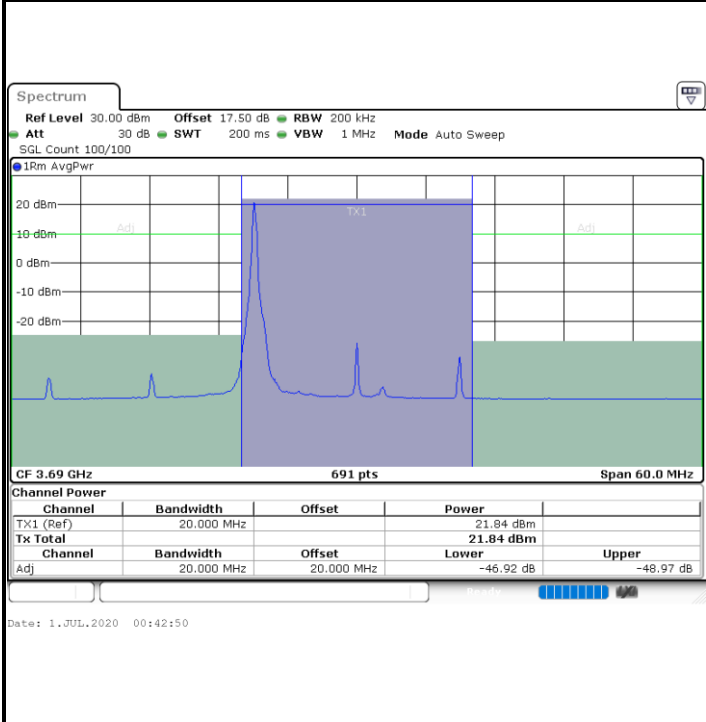 Spectrum
Ref Level 30.00 dBm Offset 17.50 dB RBW 200 kHz
Att 30 dB SWT 200 ms VBW 1 MHz Mode Auto Sweep
SGL Count 100/100
1Rm AvgPwr
20 dBm
TX1
Adj
Adj
10 dBm
0 dBm
-10 dBm
-20 dBm
CF 3.69 GHz 691 pts Span 60.0 MHz
Channel Power
Channel Bandwidth Offset Power
TX1 (Ref) 20.000 MHz 21.84 dBm
Tx Total 21.84 dBm
Channel Bandwidth Offset Lower Upper
Adj 20.000 MHz 20.000 MHz -46.92 dB -48.97 dB
Ready
Date: 1.JUL.2020 00:42:50